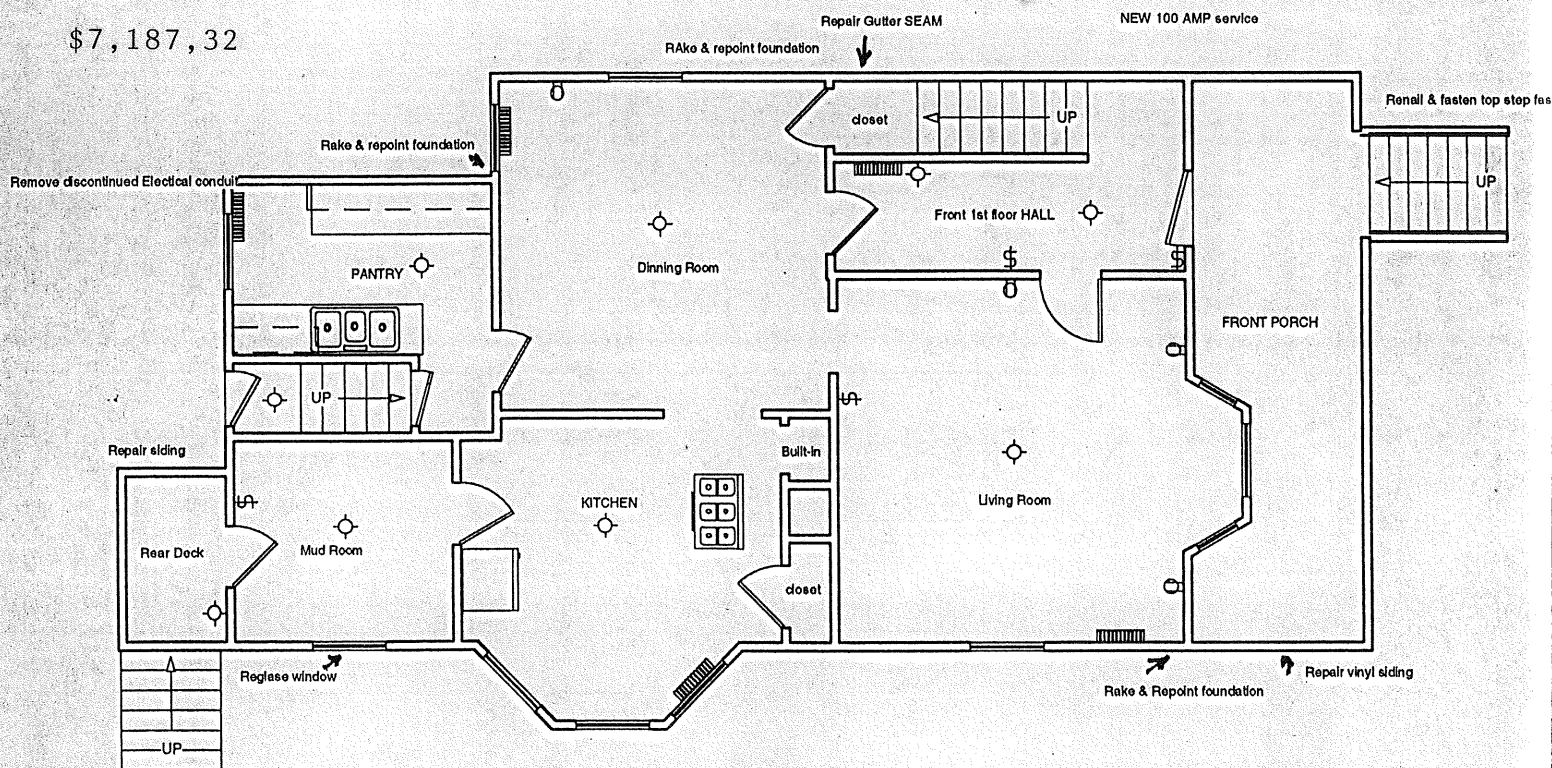 Repair Gutter SEAM
NEW 100 AMP service
$7,187,32
RAke & repoint foundation
Renail & fasten top step fas
closet
UP
Rake & repoint foundation
Remove discontinued Electical conduit
UP
Front 1st floor HALL
PANTRY
Dinning Room
FRONT PORCH
UP
Repair siding
Built-in
KITCHEN
Living Room
Rear Deck
Mud Room
closet
Reglase window
Repair vinyl siding
Rake & Repoint foundation
UP